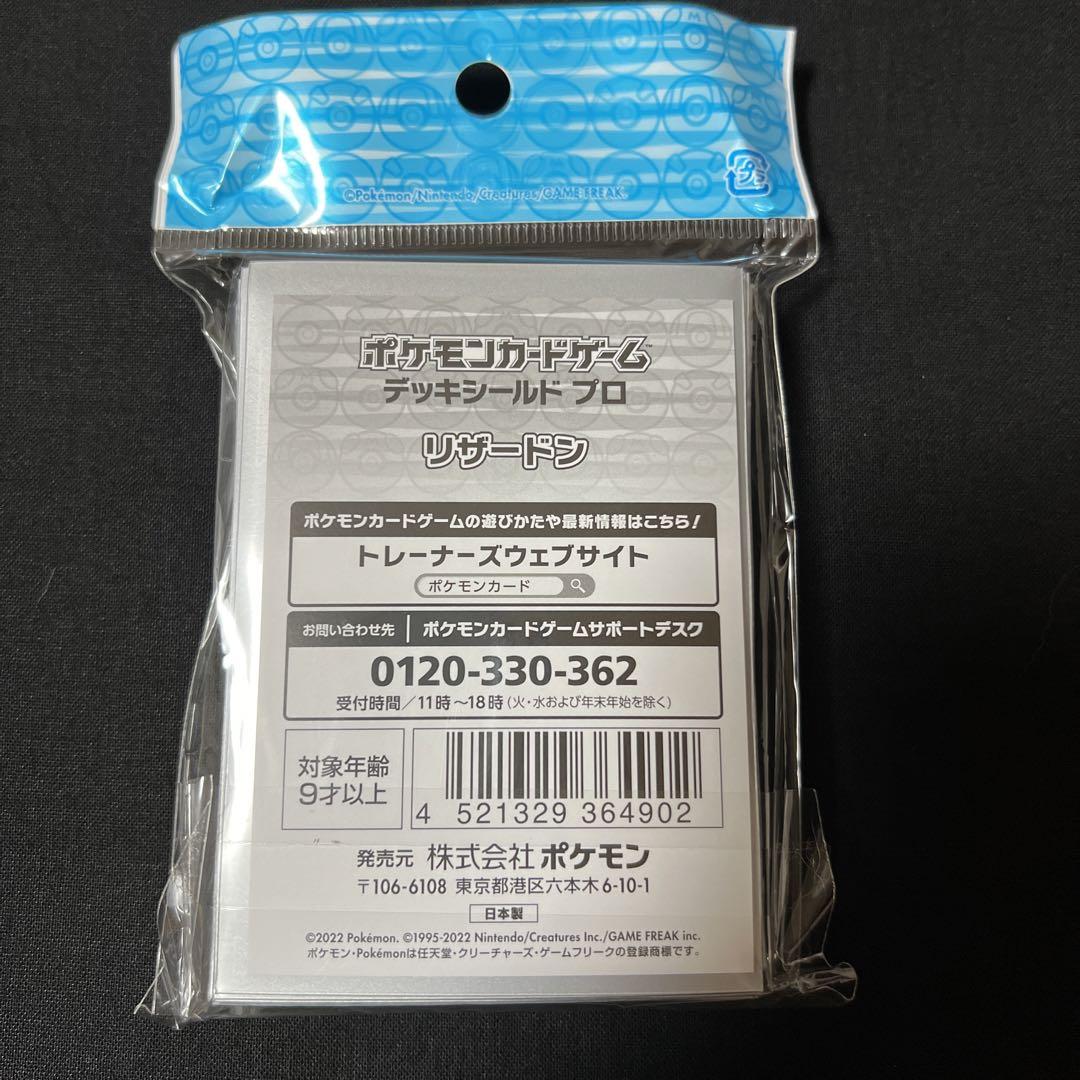 ©Pokémon/Nintendo/Creatures/GAME FREAK.
プラ
ポケモンカードゲーム™
デッキシールド プロ
リザードン
ポケモンカードゲームの遊びかたや最新情報はこちら!
トレーナーズウェブサイト
ポケモンカード
お問い合わせ先 | ポケモンカードゲームサポートデスク
0120-330-362
受付時間/11時~18時(火・水および年末年始を除く)
対象年齢
9才以上
4 521329 364902
発売元 株式会社 ポケモン
〒106-6108 東京都港区六本木6-10-1
日本製
©2022 Pokémon. ©1995-2022 Nintendo/Creatures Inc./GAME FREAK inc.
ポケモン・Pokémonは任天堂・クリーチャーズ・ゲームフリークの登録商標です。